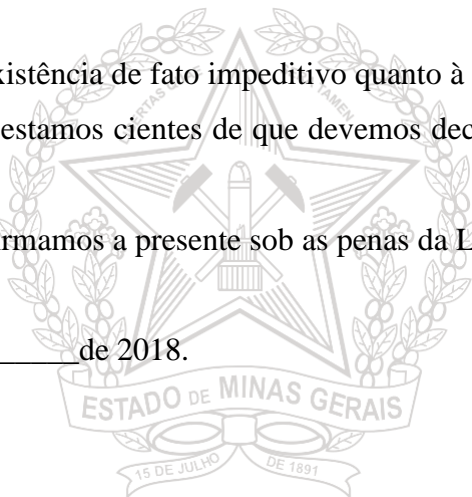 xistência de fato impeditivo quanto à
estamos cientes de que devemos dec
rmamos a presente sob as penas da L
______de 2018.
ESTADO DE MINAS GERAIS
15 DE JULHO DE 1891